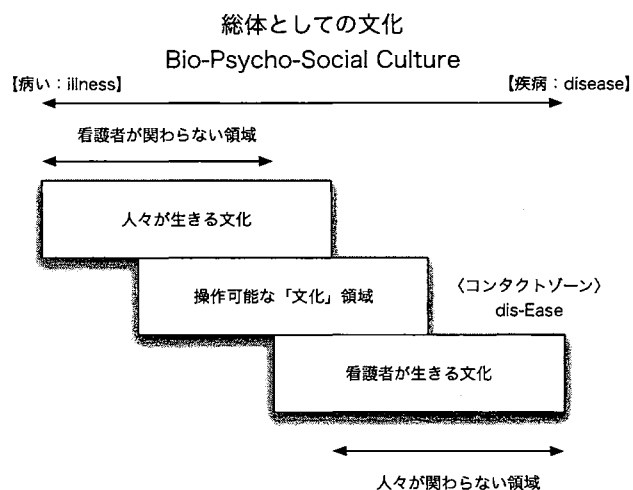 総体としての文化
Bio-Psycho-Social Culture
【病い：illness】
【疾病：disease】
看護者が関わらない領域
人々が生きる文化
操作可能な「文化」領域
〈コンタクトゾーン〉
dis-Ease
看護者が生きる文化
人々が関わらない領域